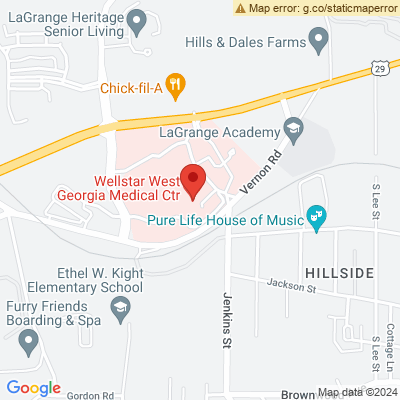 Map error: g.co/staticmaperror
LaGrange Heritage
Senior Living
Hills & Dales Farms
29
Chick-fil-A
LaGrange Academy
Vernon Rd
Wellstar West
Georgia Medical Ctr
S Lee St
Pure Life House of Music
Ethel W. Kight
Elementary School
HILLSIDE
Jackson St
Furry Friends
Boarding & Spa
Jenkins St
S Lee St
Cottage Ln
Google
Gordon Rd
Brown
Map data ©2024